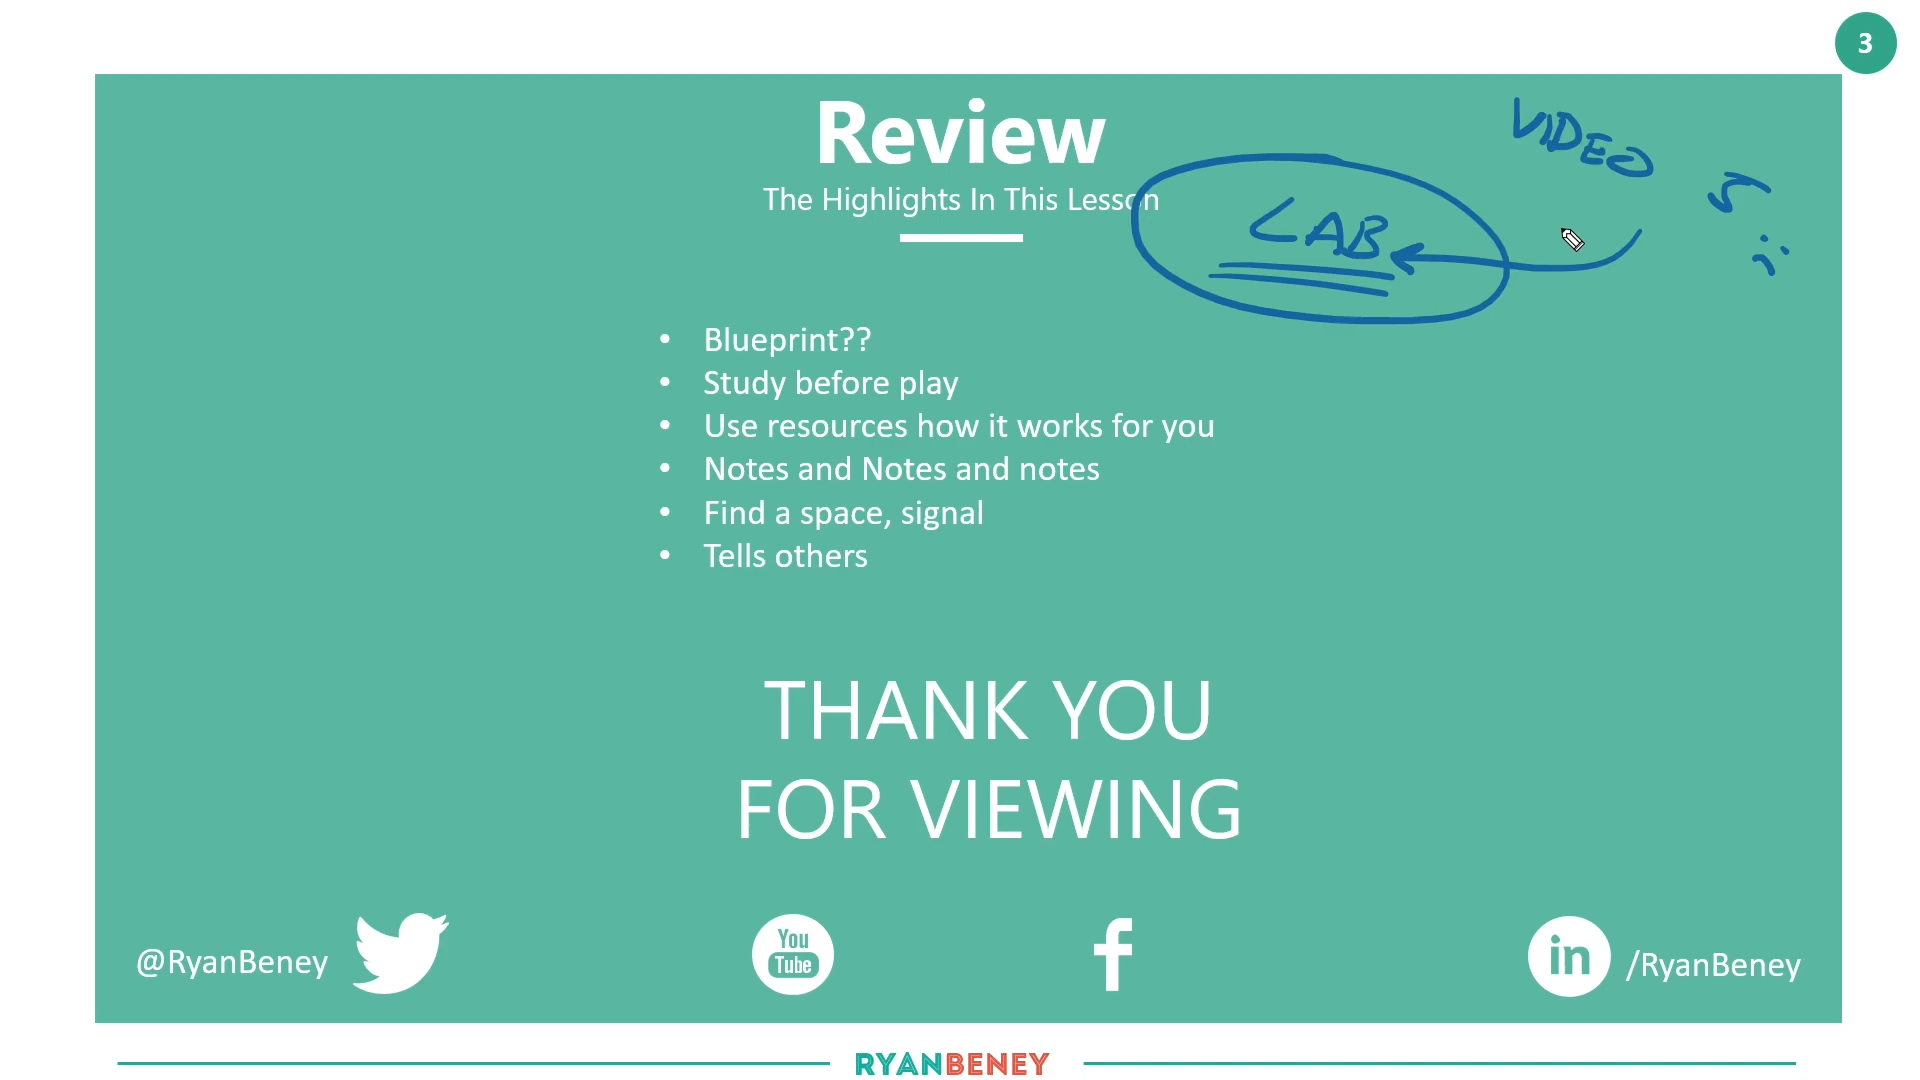 3
Review
The Highlights In This Lesson
VIDEO
LAB
• Blueprint??
• Study before play
• Use resources how it works for you
• Notes and Notes and notes
• Find a space, signal
• Tells others
THANK YOU
FOR VIEWING
@RyanBeney
You
Tube
f
in
/RyanBeney
RYANBENEY